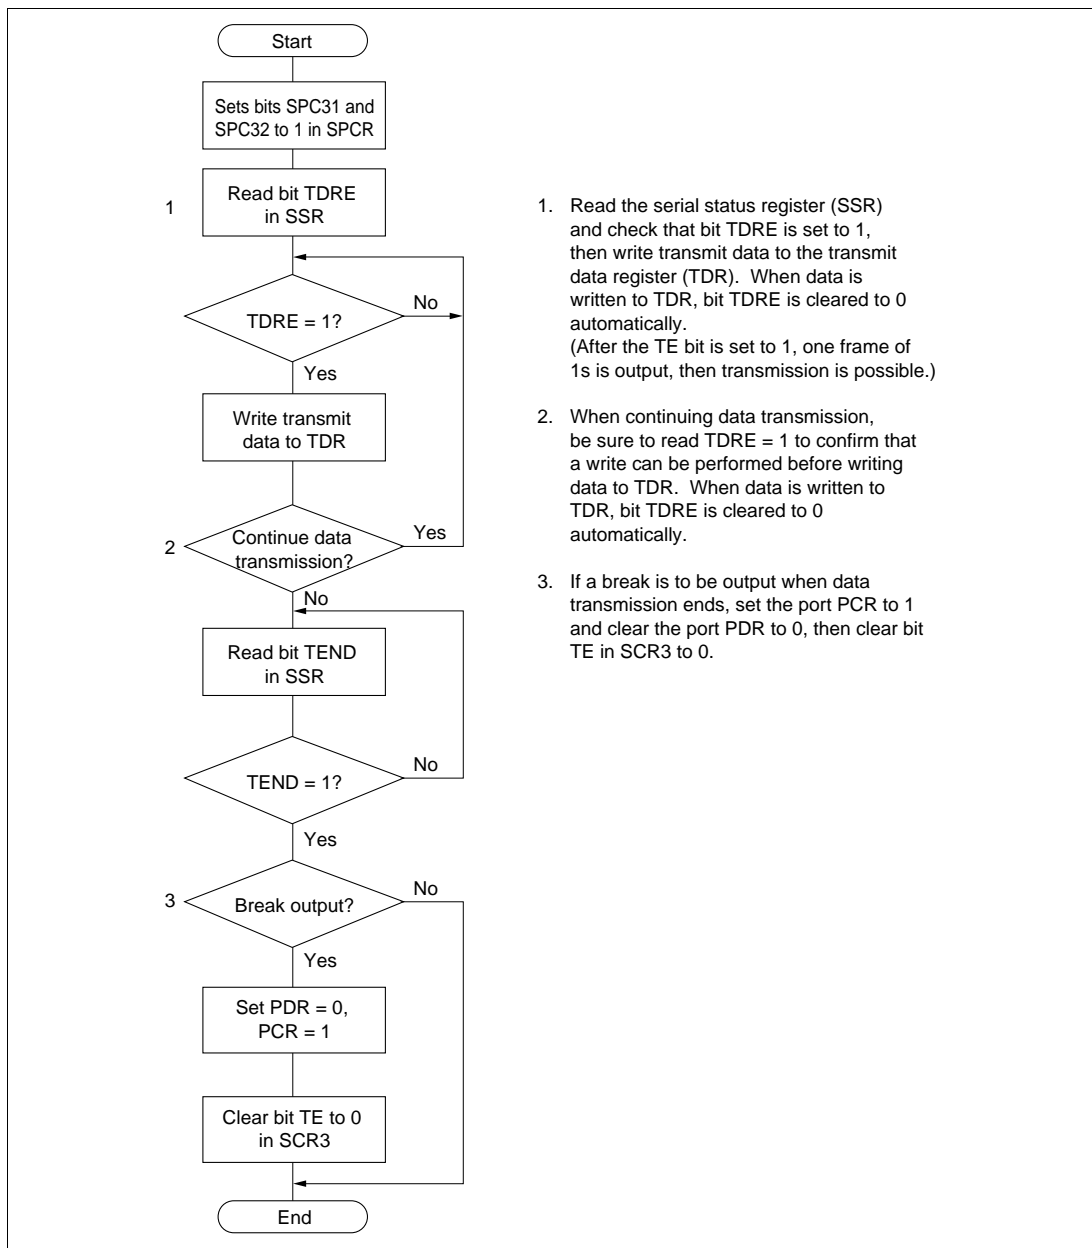 Start
Sets bits SPC31 and
SPC32 to 1 in SPCR
1
Read bit TDRE
in SSR
TDRE = 1?
No
Yes
Write transmit
data to TDR
2
Continue data
transmission?
Yes
No
Read bit TEND
in SSR
TEND = 1?
No
Yes
3
Break output?
No
Yes
Set PDR = 0,
PCR = 1
Clear bit TE to 0
in SCR3
End
1. Read the serial status register (SSR)
and check that bit TDRE is set to 1,
then write transmit data to the transmit
data register (TDR). When data is
written to TDR, bit TDRE is cleared to 0
automatically.
(After the TE bit is set to 1, one frame of
1s is output, then transmission is possible.)
2. When continuing data transmission,
be sure to read TDRE = 1 to confirm that
a write can be performed before writing
data to TDR. When data is written to
TDR, bit TDRE is cleared to 0
automatically.
3. If a break is to be output when data
transmission ends, set the port PCR to 1
and clear the port PDR to 0, then clear bit
TE in SCR3 to 0.